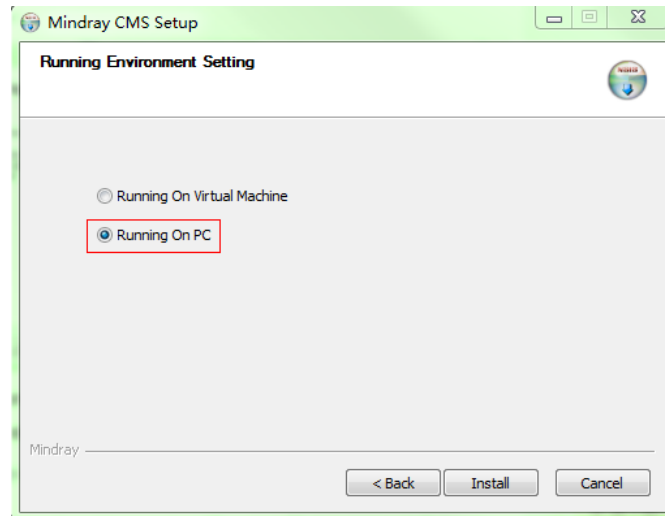 Mindray CMS Setup
Running Environment Setting
Running On Virtual Machine
Running On PC
Mindray
< Back Install Cancel